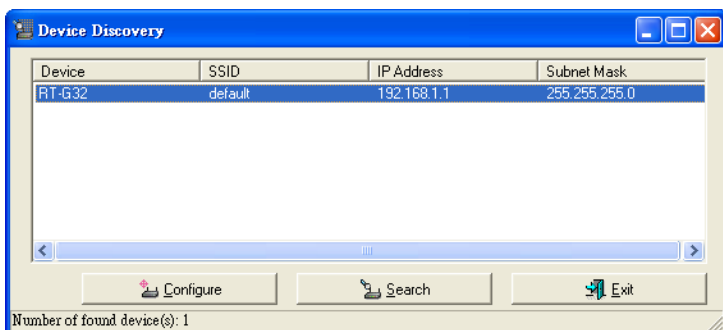 Device Discovery
Device SSID IP Address Subnet Mask
RT-G32 default 192.168.1.1 255.255.255.0
Configure Search Exit
Number of found device(s): 1